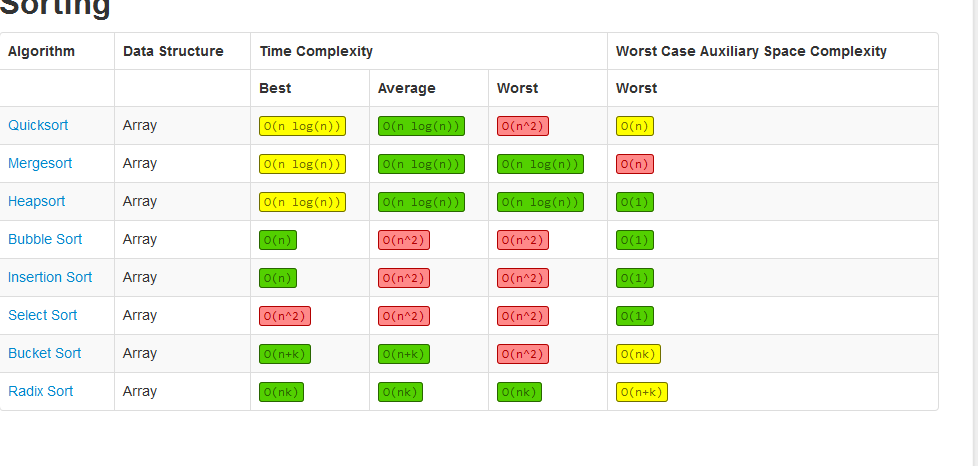 Sorting
Algorithm Data Structure Time Complexity Worst Case Auxiliary Space Complexity
Best Average Worst Worst
Quicksort Array O(n log(n)) O(n log(n)) O(n^2) O(n)
Mergesort Array O(n log(n)) O(n log(n)) O(n log(n)) O(n)
Heapsort Array O(n log(n)) O(n log(n)) O(n log(n)) O(1)
Bubble Sort Array O(n) O(n^2) O(n^2) O(1)
Insertion Sort Array O(n) O(n^2) O(n^2) O(1)
Select Sort Array O(n^2) O(n^2) O(n^2) O(1)
Bucket Sort Array O(n+k) O(n+k) O(n^2) O(nk)
Radix Sort Array O(nk) O(nk) O(nk) O(n+k)